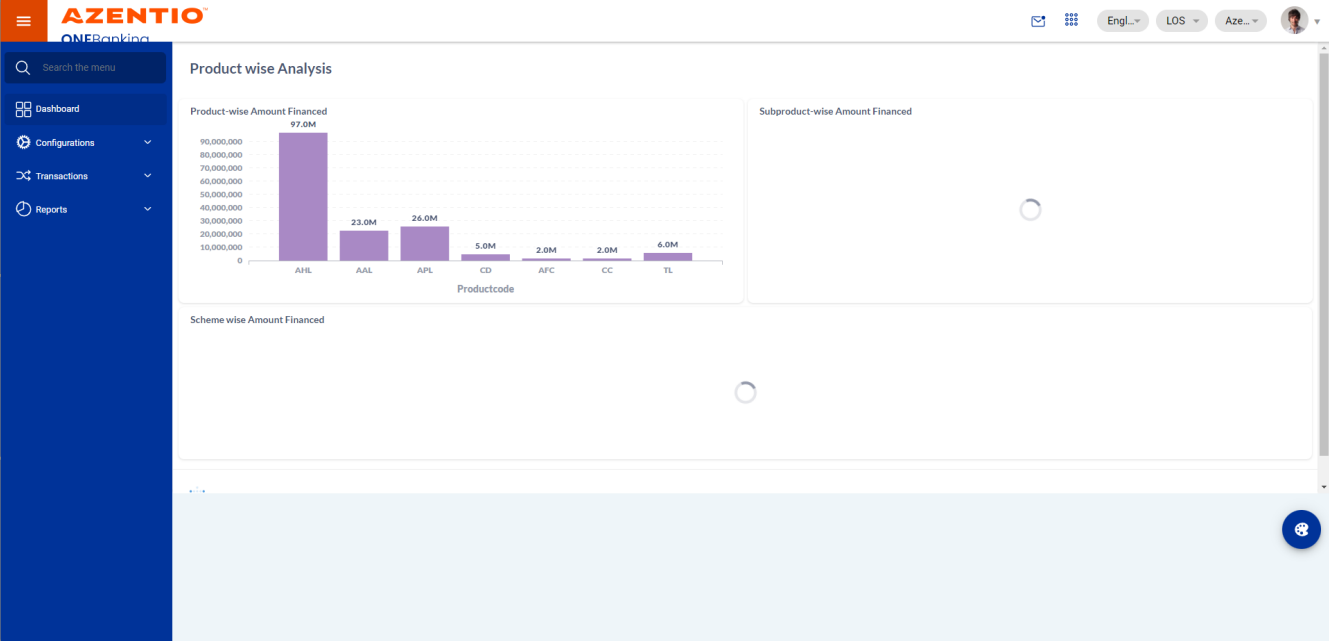 AZENTIO™
ONEBanking
Engl...
LOS
Aze...
Search the menu
Dashboard
Configurations
Transactions
Reports
Product wise Analysis
Product-wise Amount Financed
97.0M
90,000,000
80,000,000
70,000,000
60,000,000
50,000,000
40,000,000
30,000,000
20,000,000
10,000,000
0
23.0M
26.0M
5.0M
2.0M
2.0M
6.0M
AHL AAL APL CD AFC CC TL
Productcode
Subproduct-wise Amount Financed
Scheme wise Amount Financed